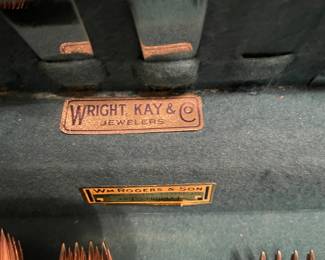 WRIGHT, KAY & CO
JEWELERS
WM ROGERS & SON